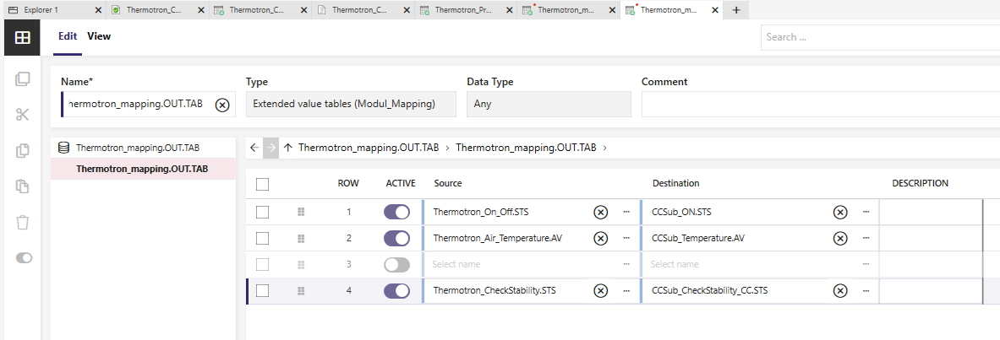 Explorer 1
Thermotron_C...
Thermotron_C...
Thermotron_C...
Thermotron_Pr...
Thermotron_m...
Thermotron_m...
Edit View
Search ...
Name* Type Data Type Comment
hermotron_mapping.OUT.TAB Extended value tables (Modul_Mapping) Any
Thermotron_mapping.OUT.TAB
Thermotron_mapping.OUT.TAB
Thermotron_mapping.OUT.TAB › Thermotron_mapping.OUT.TAB ›
ROW ACTIVE Source Destination DESCRIPTION
1 Thermotron_On_Off.STS ... CCSub_ON.STS ...
2 Thermotron_Air_Temperature.AV ... CCSub_Temperature.AV ...
3 Select name ... Select name ...
4 Thermotron_CheckStability.STS ... CCSub_CheckStability_CC.STS ...